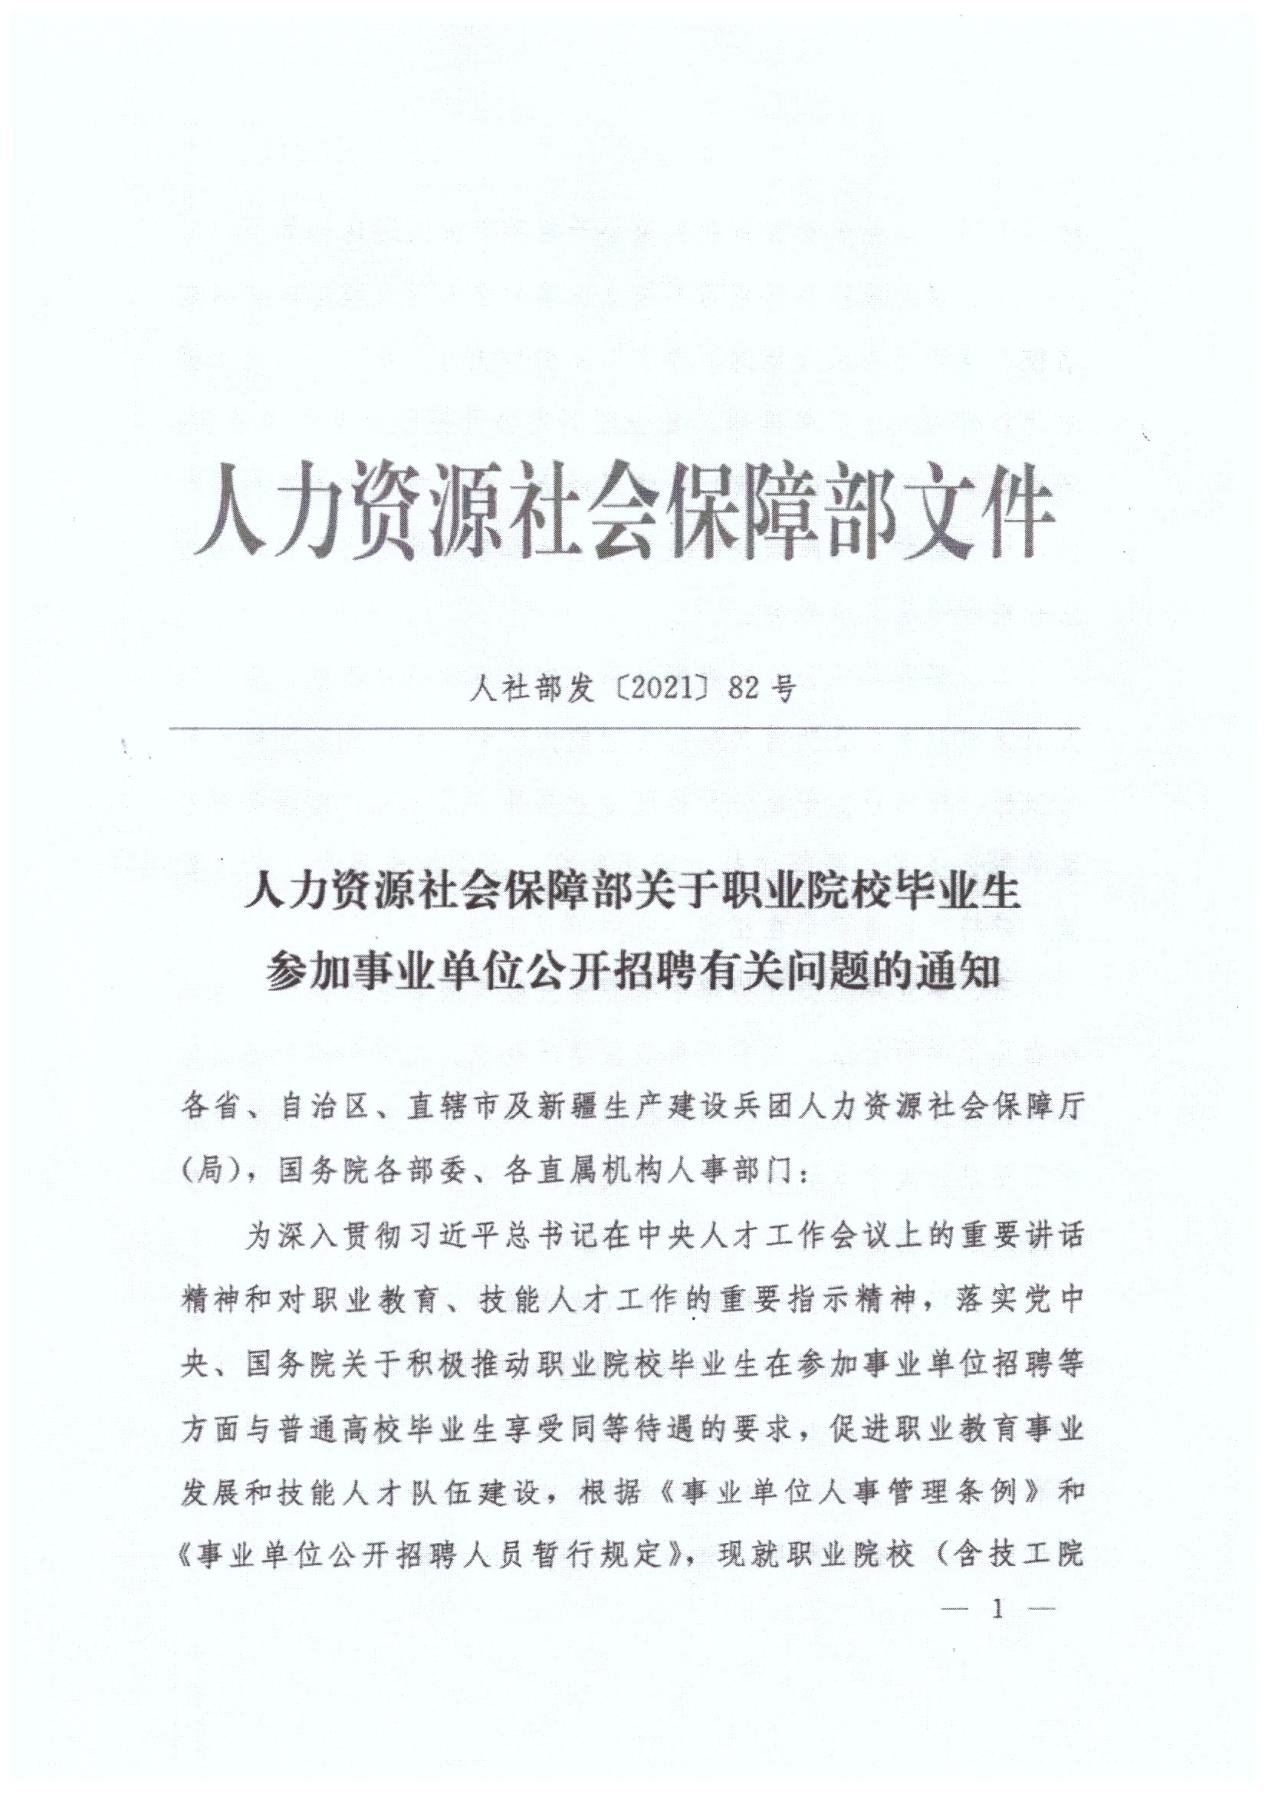 人力资源社会保障部文件
人社部发〔2021〕82号
人力资源社会保障部关于职业院校毕业生
参加事业单位公开招聘有关问题的通知
各省、自治区、直辖市及新疆生产建设兵团人力资源社会保障厅
（局），国务院各部委、各直属机构人事部门：
为深入贯彻习近平总书记在中央人才工作会议上的重要讲话
精神和对职业教育、技能人才工作的重要指示精神，落实党中
央、国务院关于积极推动职业院校毕业生在参加事业单位招聘等
方面与普通高校毕业生享受同等待遇的要求，促进职业教育事业
发展和技能人才队伍建设，根据《事业单位人事管理条例》和
《事业单位公开招聘人员暂行规定》，现就职业院校（含技工院
— 1 —